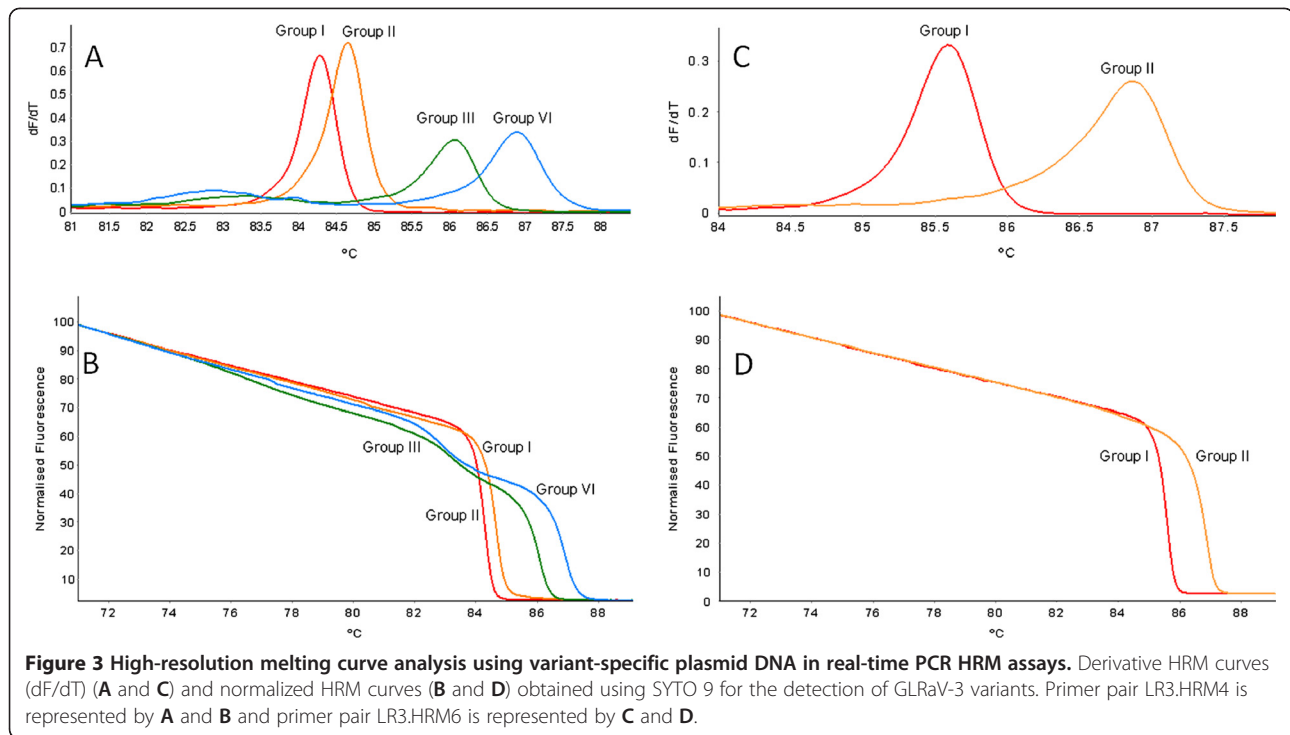 A
Group I
Group II
Group III
Group VI
dF/dT
0.7
0.6
0.5
0.4
0.3
0.2
0.1
0
81 81.5 82 82.5 83 83.5 84 84.5 85 85.5 86 86.5 87 87.5 88
°C
C
Group I
Group II
dF/dT
0.3
0.2
0.1
0
84 84.5 85 85.5 86 86.5 87 87.5
°C
B
Normalised Fluorescence
100
90
80
70
60
50
40
30
20
10
Group III
Group I
Group VI
Group II
72 74 76 78 80 82 84 86 88
°C
D
Normalised Fluorescence
100
90
80
70
60
50
40
30
20
10
0
Group I
Group II
72 74 76 78 80 82 84 86 88
°C
Figure 3 High-resolution melting curve analysis using variant-specific plasmid DNA in real-time PCR HRM assays. Derivative HRM curves
(dF/dT) (A and C) and normalized HRM curves (B and D) obtained using SYTO 9 for the detection of GLRaV-3 variants. Primer pair LR3.HRM4 is
represented by A and B and primer pair LR3.HRM6 is represented by C and D.